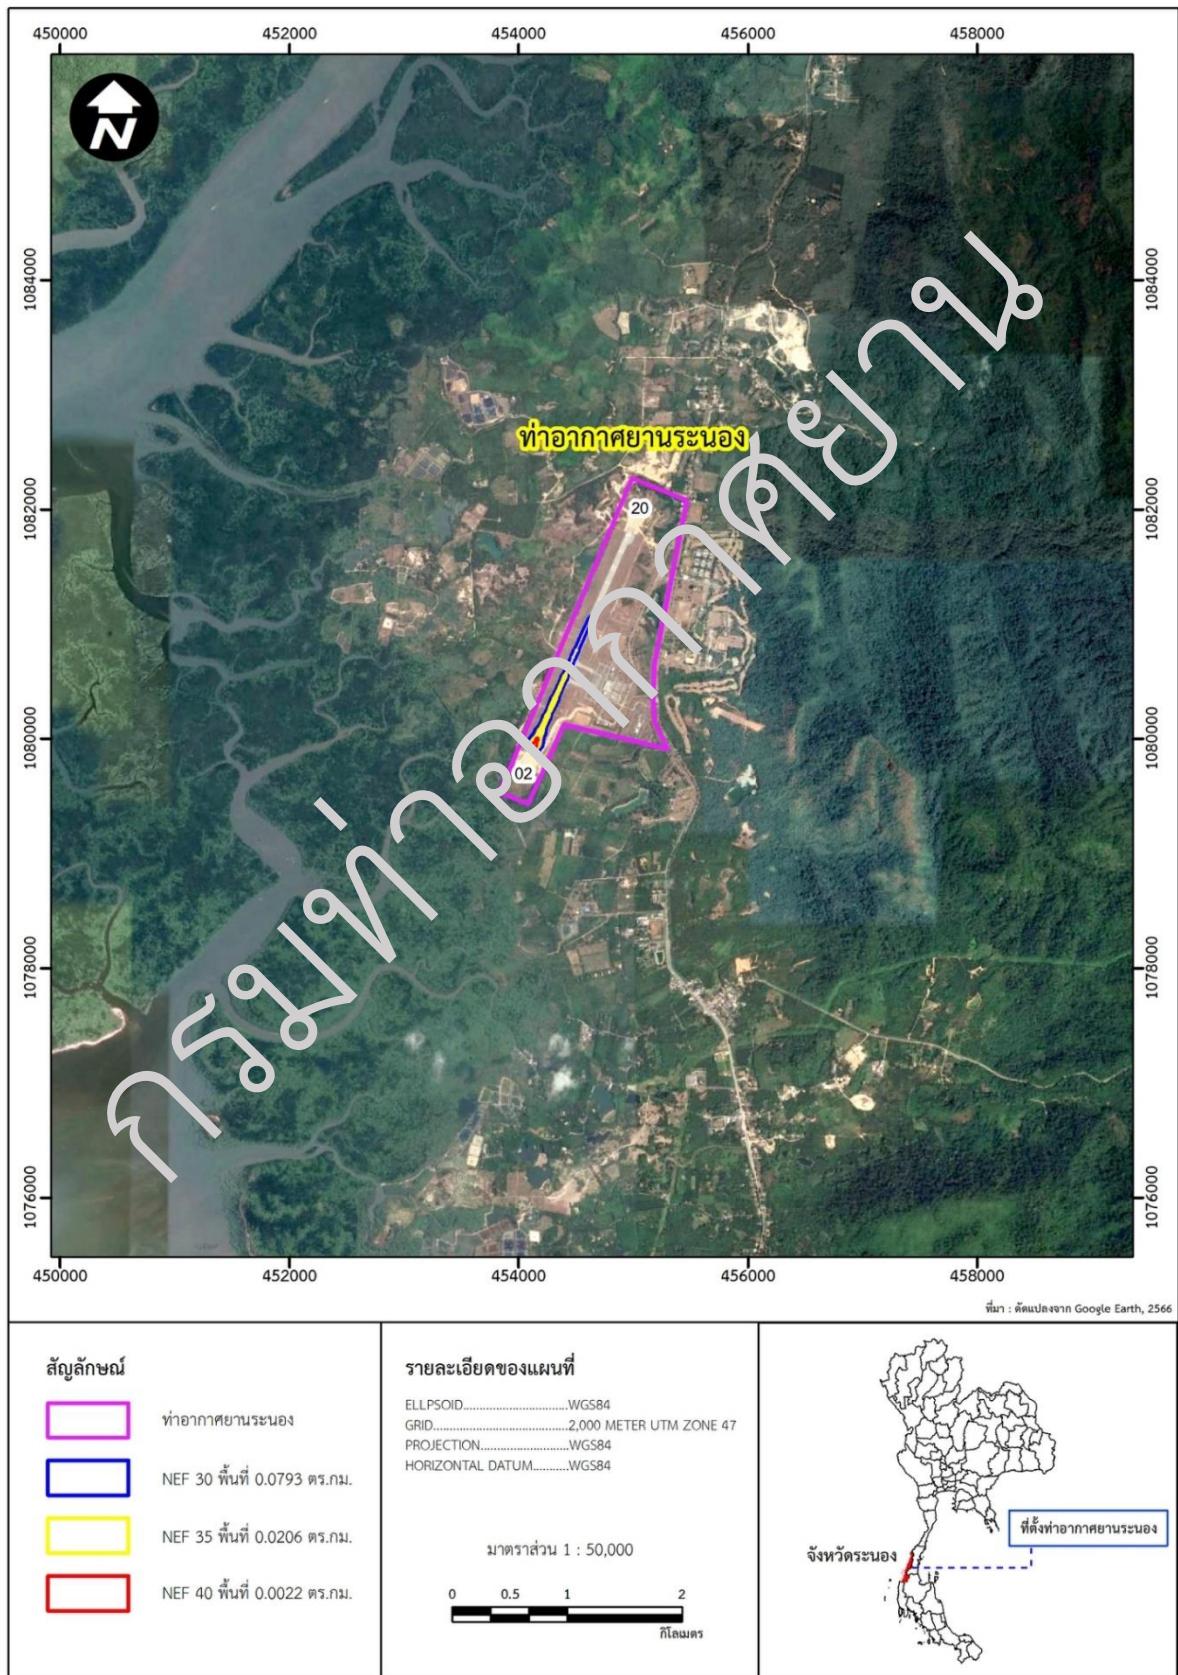 450000 452000 454000 456000 458000
N
1084000 1084000
ท่าอากาศยานระนอง
1082000 1082000
20
1080000 1080000
02
กรมท่าอากาศยาน
1078000 1078000
1076000 1076000
450000 452000 454000 456000 458000
ที่มา : ดัดแปลงจาก Google Earth, 2566
สัญลักษณ์
ท่าอากาศยานระนอง
NEF 30 พื้นที่ 0.0793 ตร.กม.
NEF 35 พื้นที่ 0.0206 ตร.กม.
NEF 40 พื้นที่ 0.0022 ตร.กม.
รายละเอียดของแผนที่
ELLPSOID..........................WGS84
GRID..................................2,000 METER UTM ZONE 47
PROJECTION......................WGS84
HORIZONTAL DATUM.........WGS84
มาตราส่วน 1 : 50,000
0 0.5 1 2
กิโลเมตร
ที่ตั้งท่าอากาศยานระนอง
จังหวัดระนอง